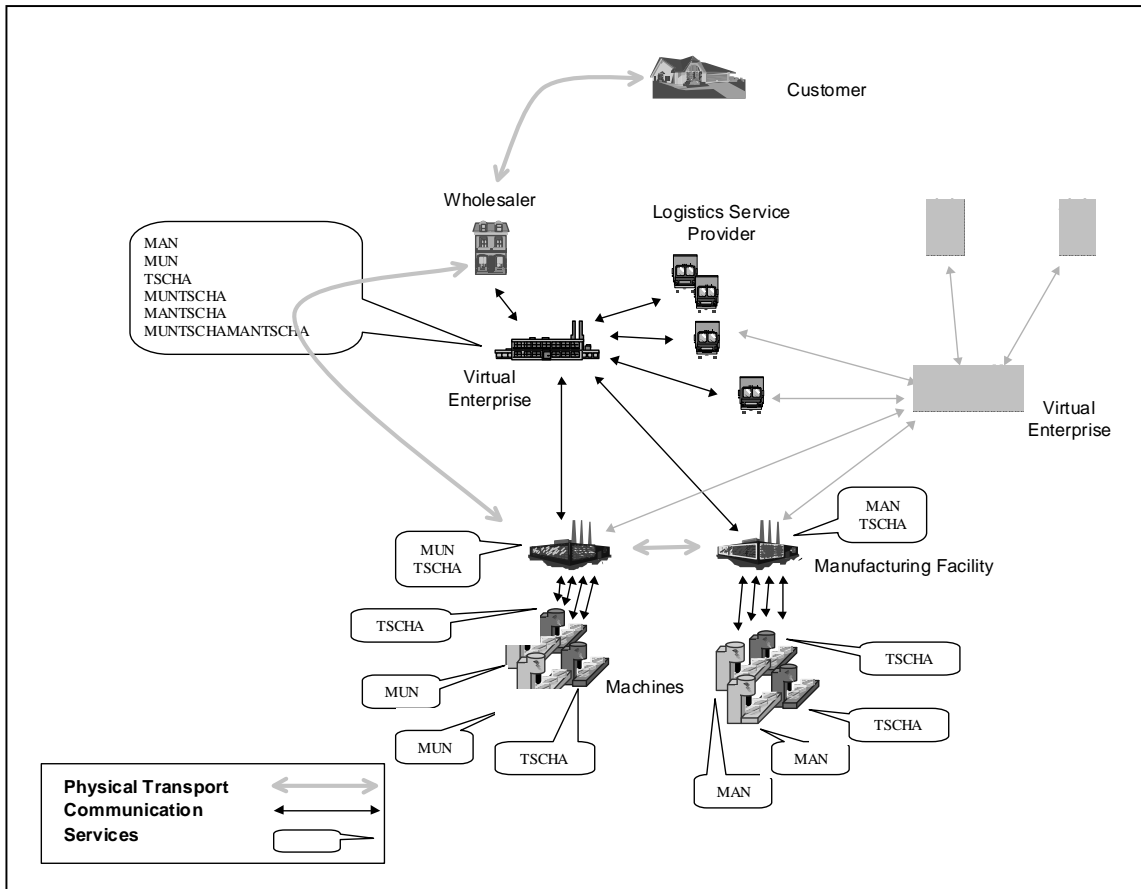 Customer
Wholesaler
Logistics Service
Provider
MAN
MUN
TSCHA
MUNTSCHA
MANTSCHA
MUNTSCHAMANTSCHA
Virtual
Enterprise
Virtual
Enterprise
MUN
TSCHA
MAN
TSCHA
Manufacturing Facility
TSCHA
MUN
MUN
TSCHA
Machines
TSCHA
TSCHA
MAN
MAN
Physical Transport
Communication
Services